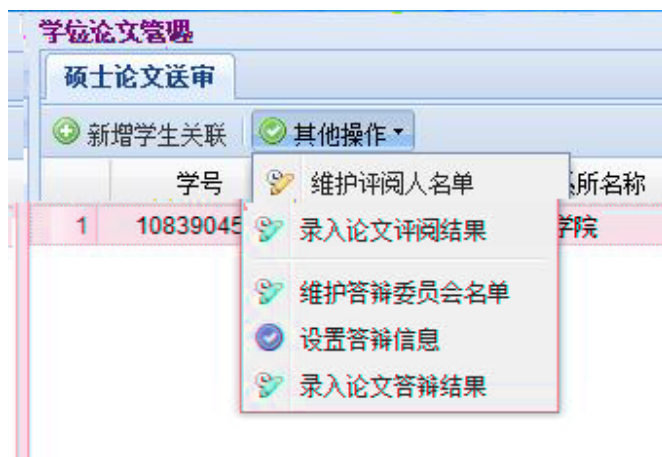 学位论文管理
硕士论文送审
新增学生关联 其他操作
学号 所名称
1 10839045 学院
维护评阅人名单
录入论文评阅结果
维护答辩委员会名单
设置答辩信息
录入论文答辩结果